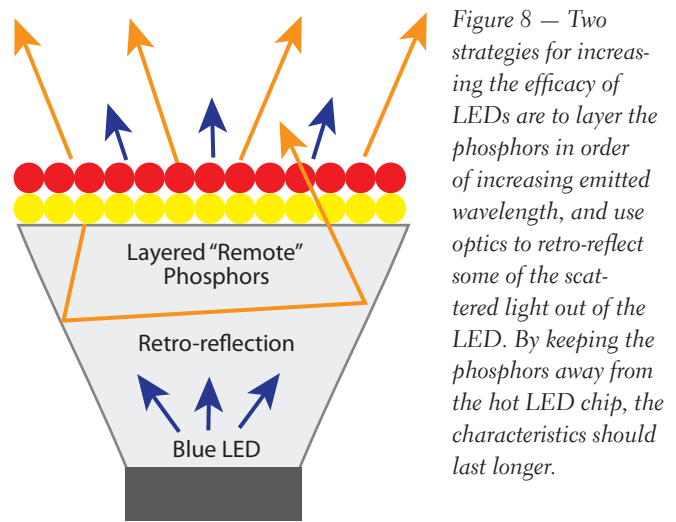 Layered "Remote"
Phosphors
Retro-reflection
Blue LED
Figure 8 — Two
strategies for increas-
ing the efficacy of
LEDs are to layer the
phosphors in order
of increasing emitted
wavelength, and use
optics to retro-reflect
some of the scat-
tered light out of the
LED. By keeping the
phosphors away from
the hot LED chip, the
characteristics should
last longer.